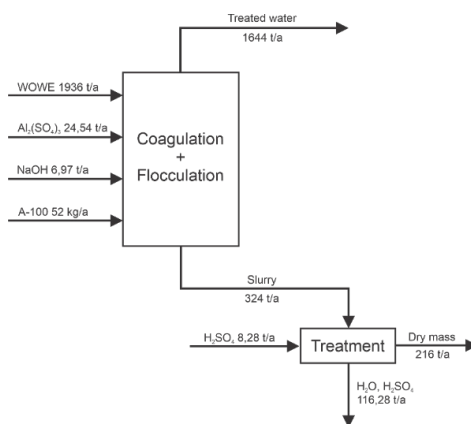 Treated water
1644 t/a
WOWE 1936 t/a
Al₂(SO₄)₃ 24,54 t/a
NaOH 6,97 t/a
A-100 52 kg/a
Coagulation
+
Flocculation
Slurry
324 t/a
H₂SO₄ 8,28 t/a
Treatment
Dry mass
216 t/a
H₂O, H₂SO₄
116,28 t/a